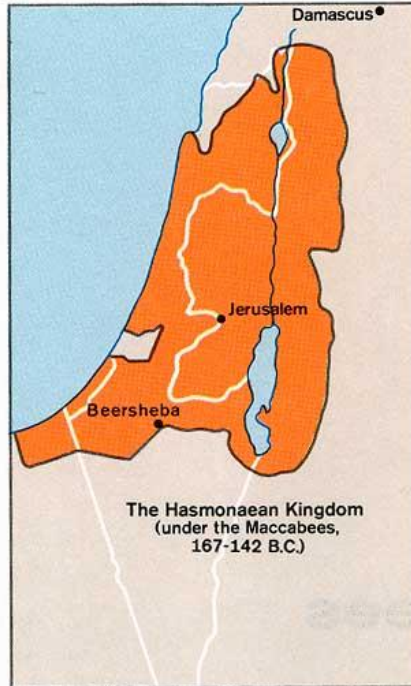 Damascus
Jerusalem
Beersheba
The Hasmonaean Kingdom
(under the Maccabees,
167-142 B.C.)